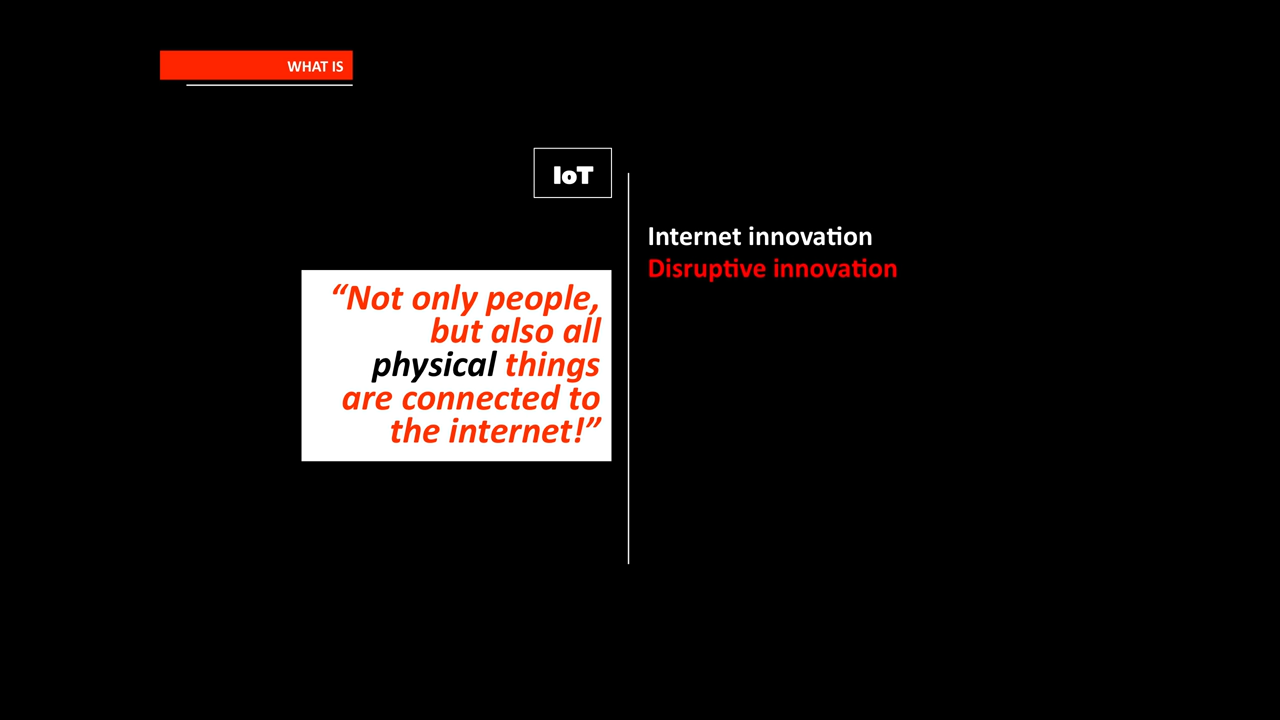 WHAT IS
IoT
“Not only people,
but also all
physical things
are connected to
the internet!”
Internet innovation
Disruptive innovation